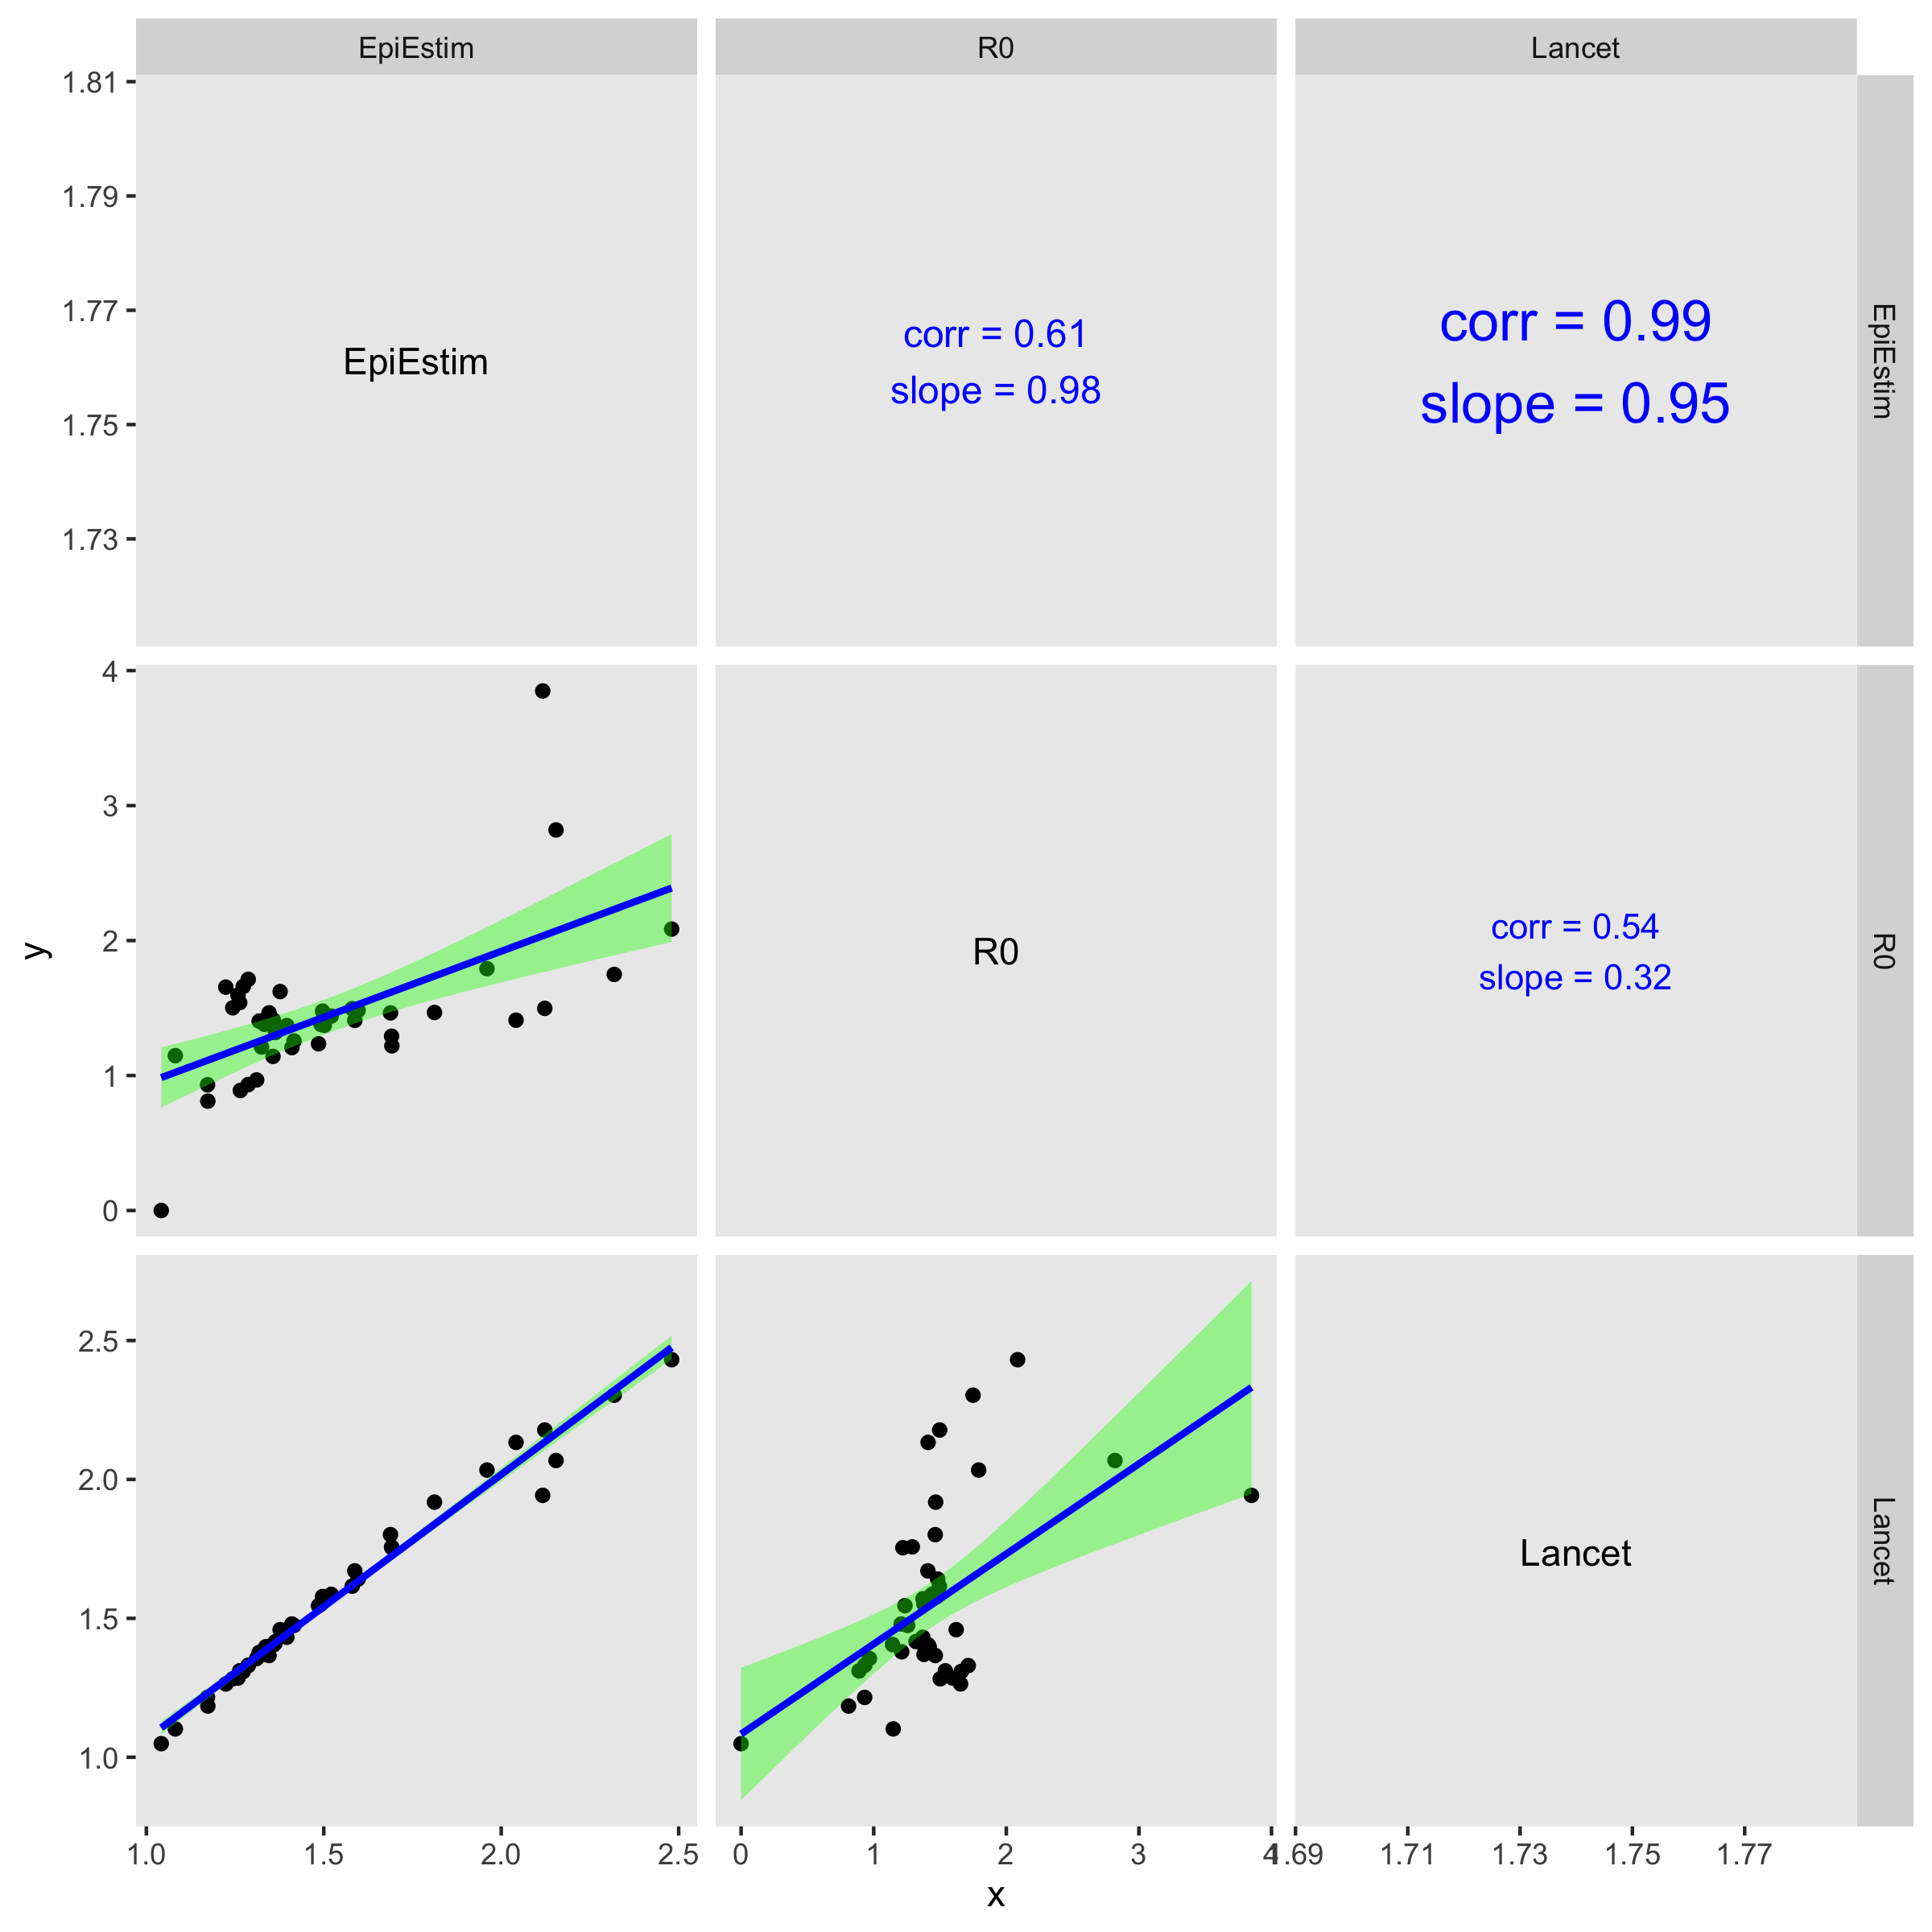 EpiEstim
R0
Lancet
1.81
1.79
1.77
1.75
1.73
EpiEstim
corr = 0.61
slope = 0.98
corr = 0.99
slope = 0.95
EpiEstim
4
3
2
1
0
R0
corr = 0.54
slope = 0.32
R0
y
2.5
2.0
1.5
1.0
Lancet
Lancet
1.0 1.5 2.0 2.5
0 1 2 3 4
1.69 1.71 1.73 1.75 1.77
x